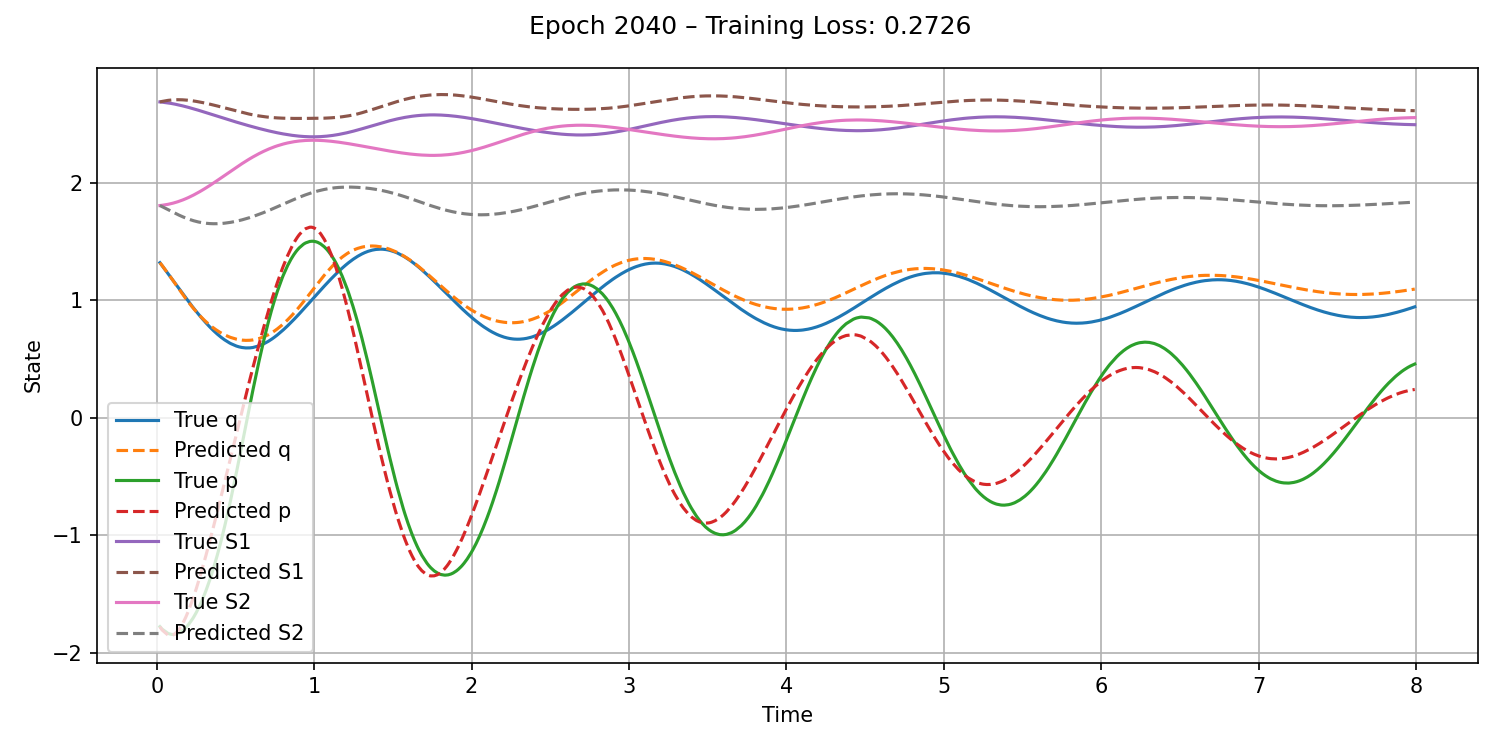 Epoch 2040 – Training Loss: 0.2726
State
2
1
0
−1
−2
True q
Predicted q
True p
Predicted p
True S1
Predicted S1
True S2
Predicted S2
0 1 2 3 4 5 6 7 8
Time